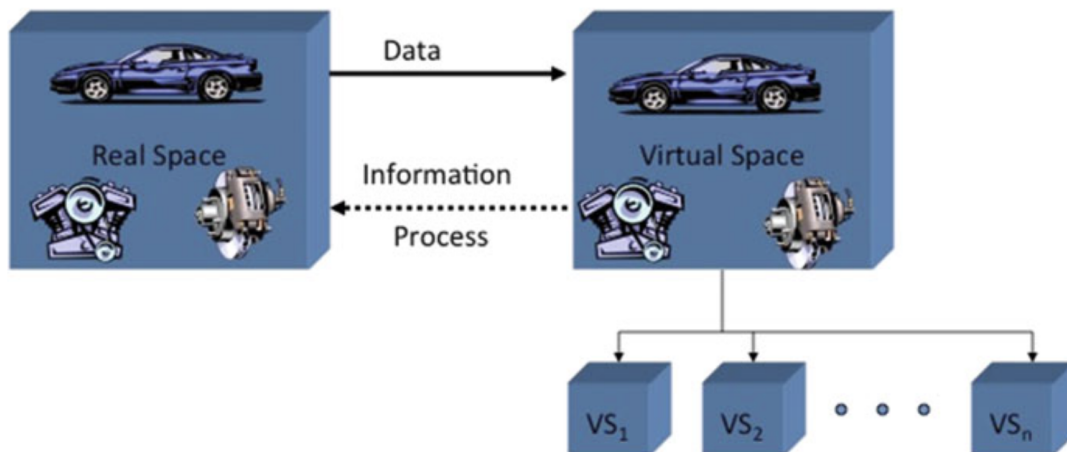 Data
Real Space
Virtual Space
Information
Process
VS₁
VS₂
VSₙ